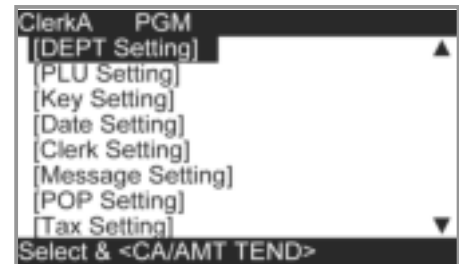 ClerkA PGM
[DEPT Setting]
[PLU Setting]
[Key Setting]
[Date Setting]
[Clerk Setting]
[Message Setting]
[POP Setting]
[Tax Setting]
Select & <CA/AMT TEND>